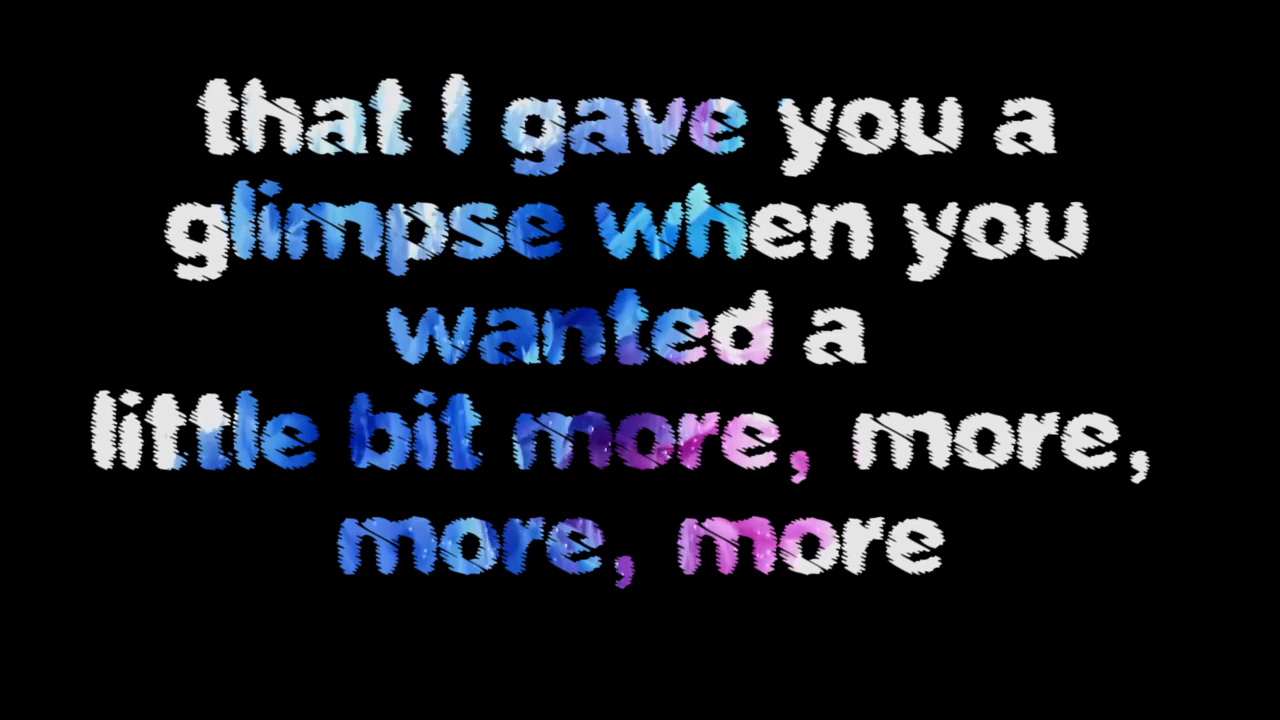 that I gave you a
glimpse when you
wanted a
little bit more, more,
more, more